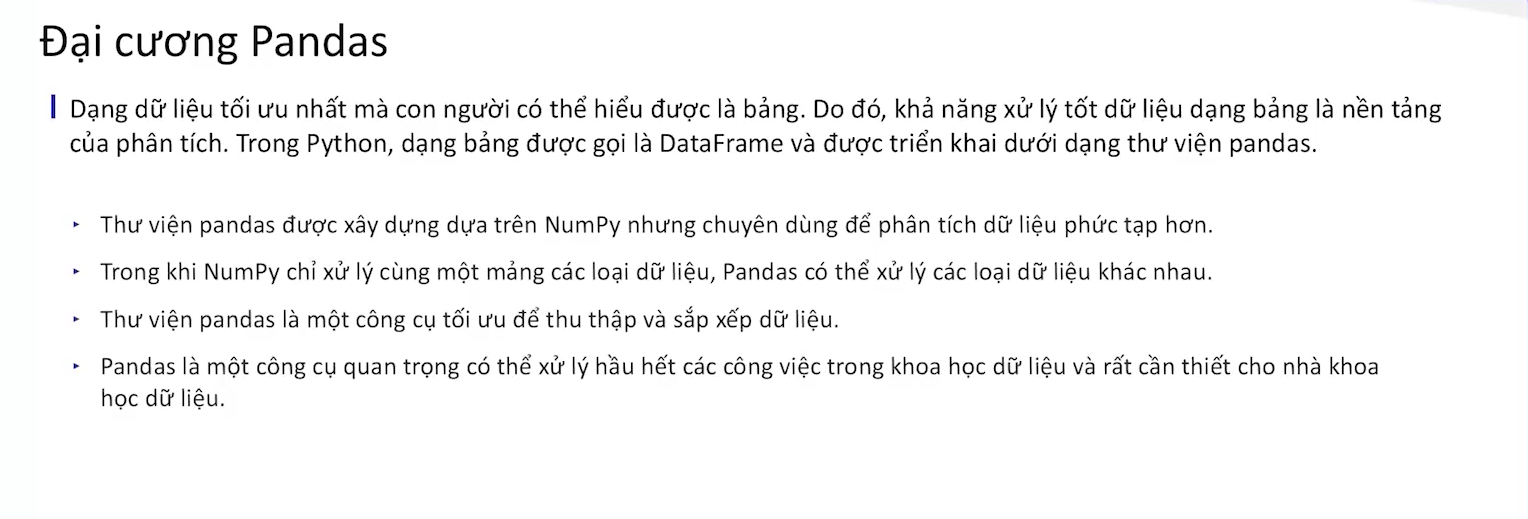 Đại cương Pandas
Dạng dữ liệu tối ưu nhất mà con người có thể hiểu được là bảng. Do đó, khả năng xử lý tốt dữ liệu dạng bảng là nền tảng
của phân tích. Trong Python, dạng bảng được gọi là DataFrame và được triển khai dưới dạng thư viện pandas.
‣ Thư viện pandas được xây dựng dựa trên NumPy nhưng chuyên dùng để phân tích dữ liệu phức tạp hơn.
‣ Trong khi NumPy chỉ xử lý cùng một mảng các loại dữ liệu, Pandas có thể xử lý các loại dữ liệu khác nhau.
‣ Thư viện pandas là một công cụ tối ưu để thu thập và sắp xếp dữ liệu.
‣ Pandas là một công cụ quan trọng có thể xử lý hầu hết các công việc trong khoa học dữ liệu và rất cần thiết cho nhà khoa
học dữ liệu.